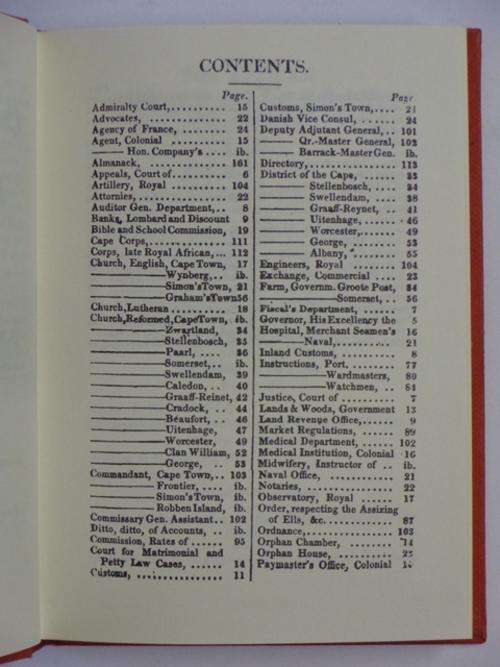 CONTENTS.
Page.
Admiralty Court,.......... 15
Advocates, .............. 22
Agency of France, ........ 24
Agent, Colonial .......... 15
——— Hon. Company's .... ib.
Almanack, .............. 161
Appeals, Court of.......... 6
Artillery, Royal .......... 104
Attornies, ................ 22
Auditor Gen. Department, .. 8
Banks, Lombard and Discount 9
Bible and School Commission, 19
Cape Corps, .............. 111
Corps, late Royal African, ... 112
Church, English, Cape Town, 17
————Wynberg, .. ib.
————Simon'sTown, 21
————Graham'sTown 56
Church, Lutheran .......... 18
Church, Reformed, CapeTown, ib.
————Zwartland, 34
————Stellenbosch, 35
————Paarl, .... 36
————Somerset, .. ib.
————Swellendam, 39
————Caledon, .. 40
————Graaff-Reinet, 42
————Cradock, .. 44
————Beaufort, .. 46
————Uitenhage, 47
————Worcester, 49
————Clan William, 52
————George, .. 53
Commandant, Cape Town, .. 103
————Frontier, .... ib.
————Simon's Town, ib.
————Robben Island, ib.
Commissary Gen. Assistant.. 102
Ditto, ditto, of Accounts, .. ib.
Commission, Rates of ...... 95
Court for Matrimonial and
Petty Law Cases, ...... 14
Customs, ................ 11
Page
Customs, Simon's Town, .... 21
Danish Vice Consul, ...... 24
Deputy Adjutant General, .. 101
——— Qr.-Master General, 102
——— Barrack-Master Gen. ib.
Directory, ................ 113
District of the Cape, ...... 33
——— Stellenbosch, .... 34
——— Swellendam, .... 38
——— Graaff-Reynet, .. 41
——— Uitenhage, ...... 46
——— Worcester, ...... 49
——— George, ........ 53
——— Albany, ........ 55
Engineers, Royal ........ 104
Exchange, Commercial .... 23
Farm, Governm. Groote Post, 34
————Somerset, .. 56
Fiscal's Department, ...... 7
Governor, His Excellency the 5
Hospital, Merchant Seamen's 16
————Naval, .......... 21
Inland Customs, .......... 8
Instructions, Port, ........ 77
————Wardmasters, 80
————Watchmen, .. 84
Justice, Court of .......... 7
Lands & Woods, Government 13
Land Revenue Office, ...... 9
Market Regulations, ...... 89
Medical Department, ...... 102
Medical Institution, Colonial 16
Midwifery, Instructor of .. ib.
Naval Office, ............ 21
Notaries, ................ 22
Observatory, Royal ...... 17
Order, respecting the Assizing
of Ells, &c. ............ 87
Ordnance, ................ 103
Orphan Chamber, ........ 14
Orphan House, ..........
Paymaster's Office, Colonial